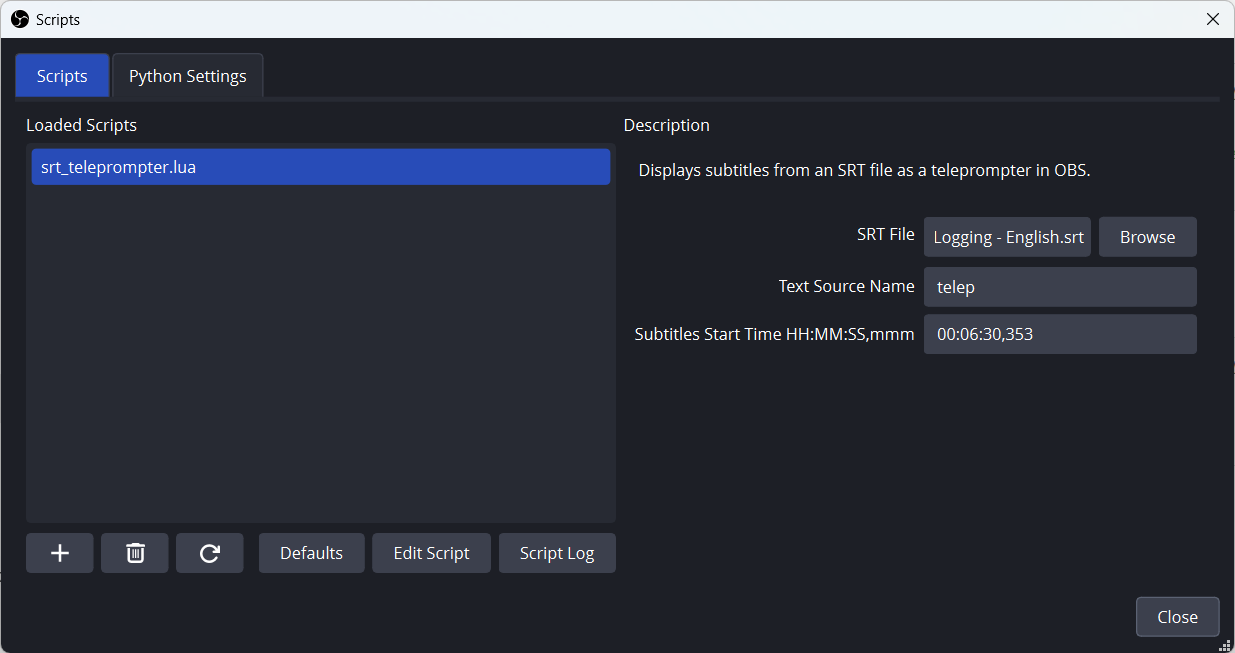 Scripts
Scripts
Python Settings
Loaded Scripts
srt_teleprompter.lua
Defaults
Edit Script
Script Log
Description
Displays subtitles from an SRT file as a teleprompter in OBS.
SRT File Logging - English.srt Browse
Text Source Name telep
Subtitles Start Time HH:MM:SS,mmm 00:06:30,353
Close